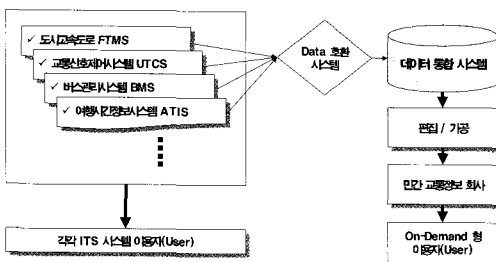 ✓ 도시고속도로 FTMS
✓ 교통신호제어시스템 UTCS
✓ 버스관리시스템 BMS
✓ 여행시간정보시스템 ATIS
Data 호환
시스템
데이터 통합 시스템
편집 / 가공
민간 교통정보 회사
각각 ITS 시스템 이용자(User)
On-Demand 형
이용자(User)